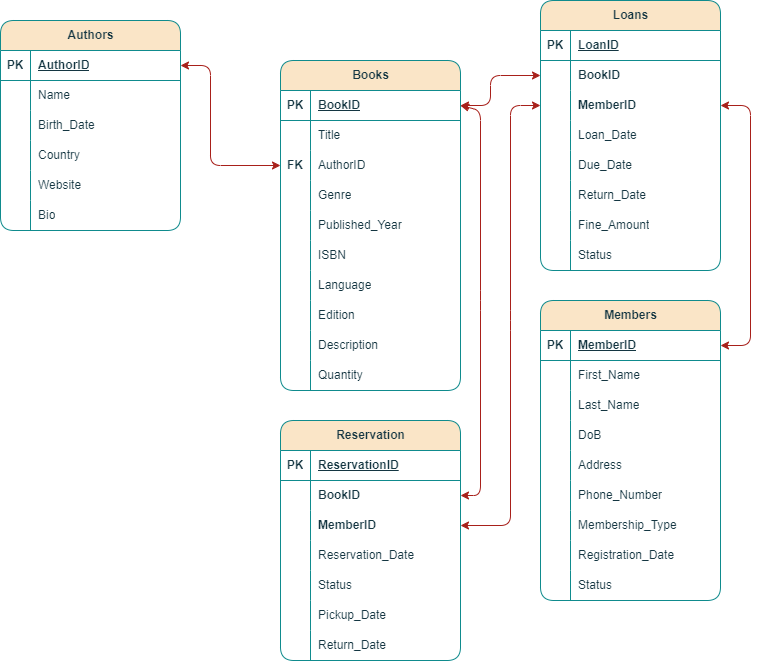 Authors
PK AuthorID
Name
Birth_Date
Country
Website
Bio
Books
PK BookID
Title
FK AuthorID
Genre
Published_Year
ISBN
Language
Edition
Description
Quantity
Loans
PK LoanID
BookID
MemberID
Loan_Date
Due_Date
Return_Date
Fine_Amount
Status
Members
PK MemberID
First_Name
Last_Name
DoB
Address
Phone_Number
Membership_Type
Registration_Date
Status
Reservation
PK ReservationID
BookID
MemberID
Reservation_Date
Status
Pickup_Date
Return_Date